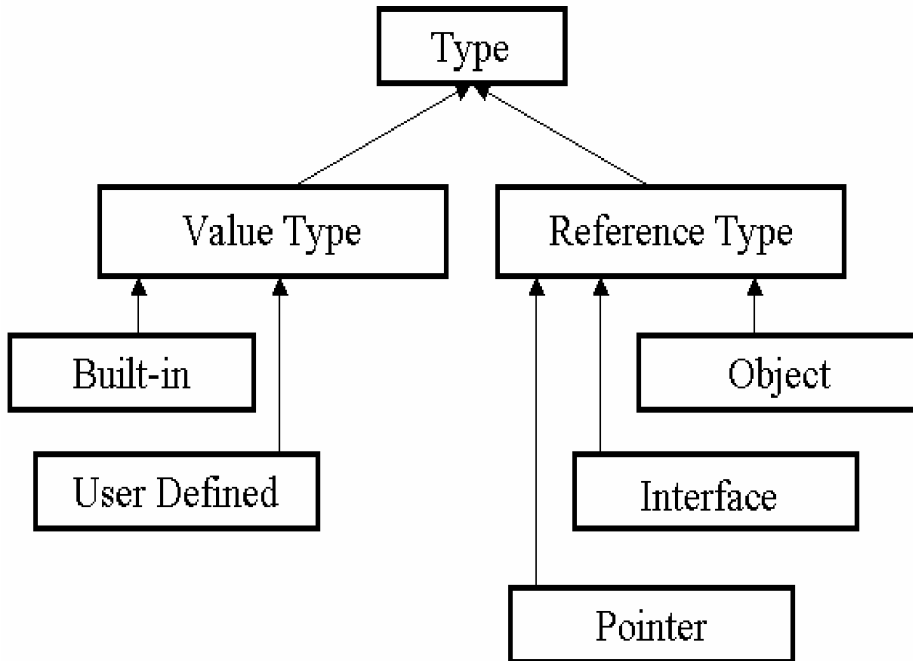 Type
Value Type
Reference Type
Built-in
Object
User Defined
Interface
Pointer